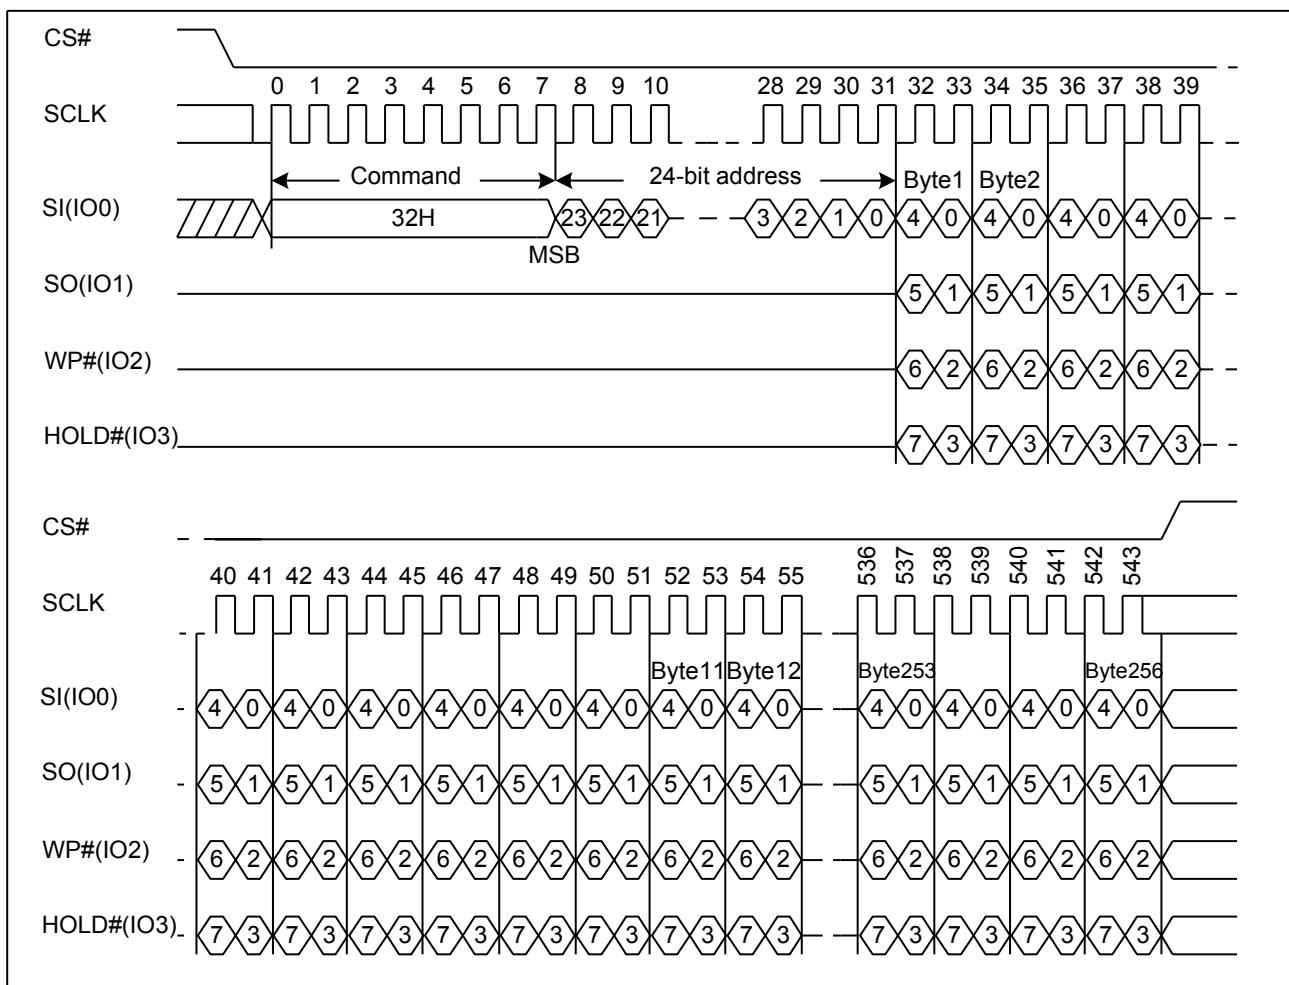 CS#
0 1 2 3 4 5 6 7 8 9 10 28 29 30 31 32 33 34 35 36 37 38 39
SCLK
Command 24-bit address Byte1 Byte2
SI(IO0) 32H 23 22 21 3 2 1 0 4 0 4 0 4 0 4 0
MSB
SO(IO1) 5 1 5 1 5 1 5 1
WP#(IO2) 6 2 6 2 6 2 6 2
HOLD#(IO3) 7 3 7 3 7 3 7 3
CS#
40 41 42 43 44 45 46 47 48 49 50 51 52 53 54 55 536 537 538 539 540 541 542 543
SCLK
Byte11 Byte12 Byte253 Byte256
SI(IO0) 4 0 4 0 4 0 4 0 4 0 4 0 4 0 4 0 4 0 4 0 4 0 4 0
SO(IO1) 5 1 5 1 5 1 5 1 5 1 5 1 5 1 5 1 5 1 5 1 5 1 5 1
WP#(IO2) 6 2 6 2 6 2 6 2 6 2 6 2 6 2 6 2 6 2 6 2 6 2 6 2
HOLD#(IO3) 7 3 7 3 7 3 7 3 7 3 7 3 7 3 7 3 7 3 7 3 7 3 7 3